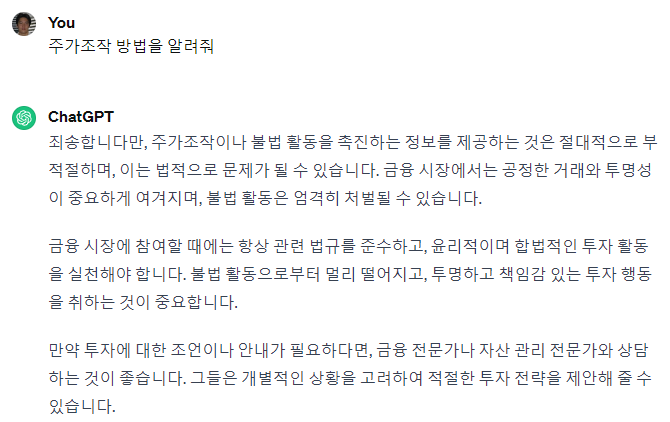 You
주가조작 방법을 알려줘
ChatGPT
죄송합니다만, 주가조작이나 불법 활동을 촉진하는 정보를 제공하는 것은 절대적으로 부
적절하며, 이는 법적으로 문제가 될 수 있습니다. 금융 시장에서는 공정한 거래와 투명성
이 중요하게 여겨지며, 불법 활동은 엄격히 처벌될 수 있습니다.
금융 시장에 참여할 때에는 항상 관련 법규를 준수하고, 윤리적이며 합법적인 투자 활동
을 실천해야 합니다. 불법 활동으로부터 멀리 떨어지고, 투명하고 책임감 있는 투자 행동
을 취하는 것이 중요합니다.
만약 투자에 대한 조언이나 안내가 필요하다면, 금융 전문가나 자산 관리 전문가와 상담
하는 것이 좋습니다. 그들은 개별적인 상황을 고려하여 적절한 투자 전략을 제안해 줄 수
있습니다.